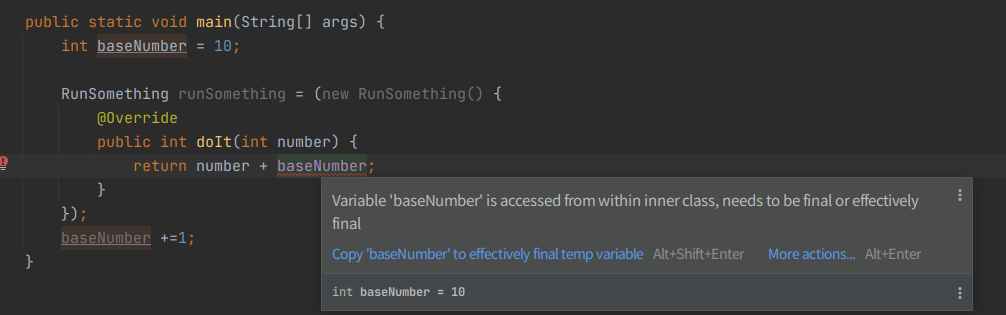 public static void main(String[] args) {
int baseNumber = 10;
RunSomething runSomething = (new RunSomething() {
@Override
public int doIt(int number) {
return number + baseNumber;
}
});
baseNumber +=1;
}
Variable 'baseNumber' is accessed from within inner class, needs to be final or effectively
final
Copy 'baseNumber' to effectively final temp variable Alt+Shift+Enter More actions... Alt+Enter
int baseNumber = 10